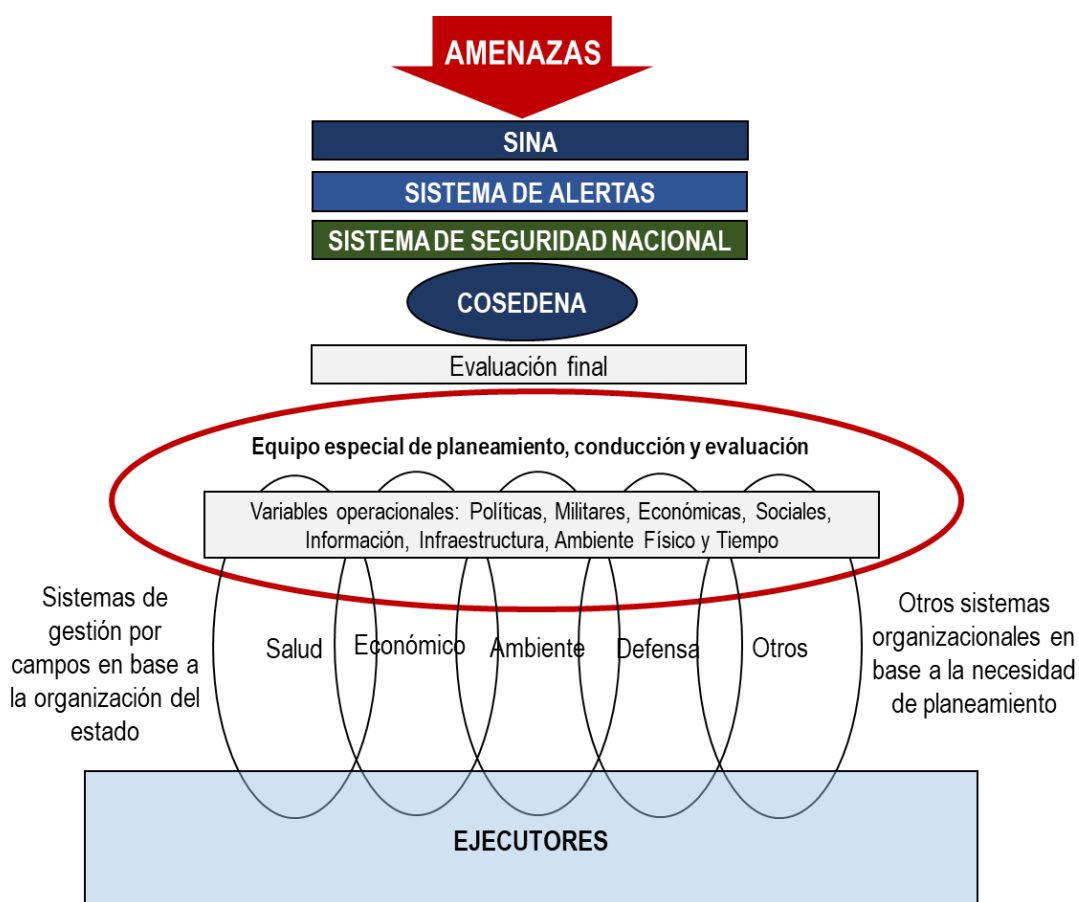 AMENAZAS
SINA
SISTEMA DE ALERTAS
SISTEMA DE SEGURIDAD NACIONAL
COSEDENA
Evaluación final
Equipo especial de planeamiento, conducción y evaluación
Variables operacionales: Políticas, Militares, Económicas, Sociales,
Información, Infraestructura, Ambiente Físico y Tiempo
Sistemas de
gestión por
campos en base a
la organización del
estado
Salud
Económico
Ambiente
Defensa
Otros
Otros sistemas
organizacionales en
base a la necesidad
de planeamiento
EJECUTORES